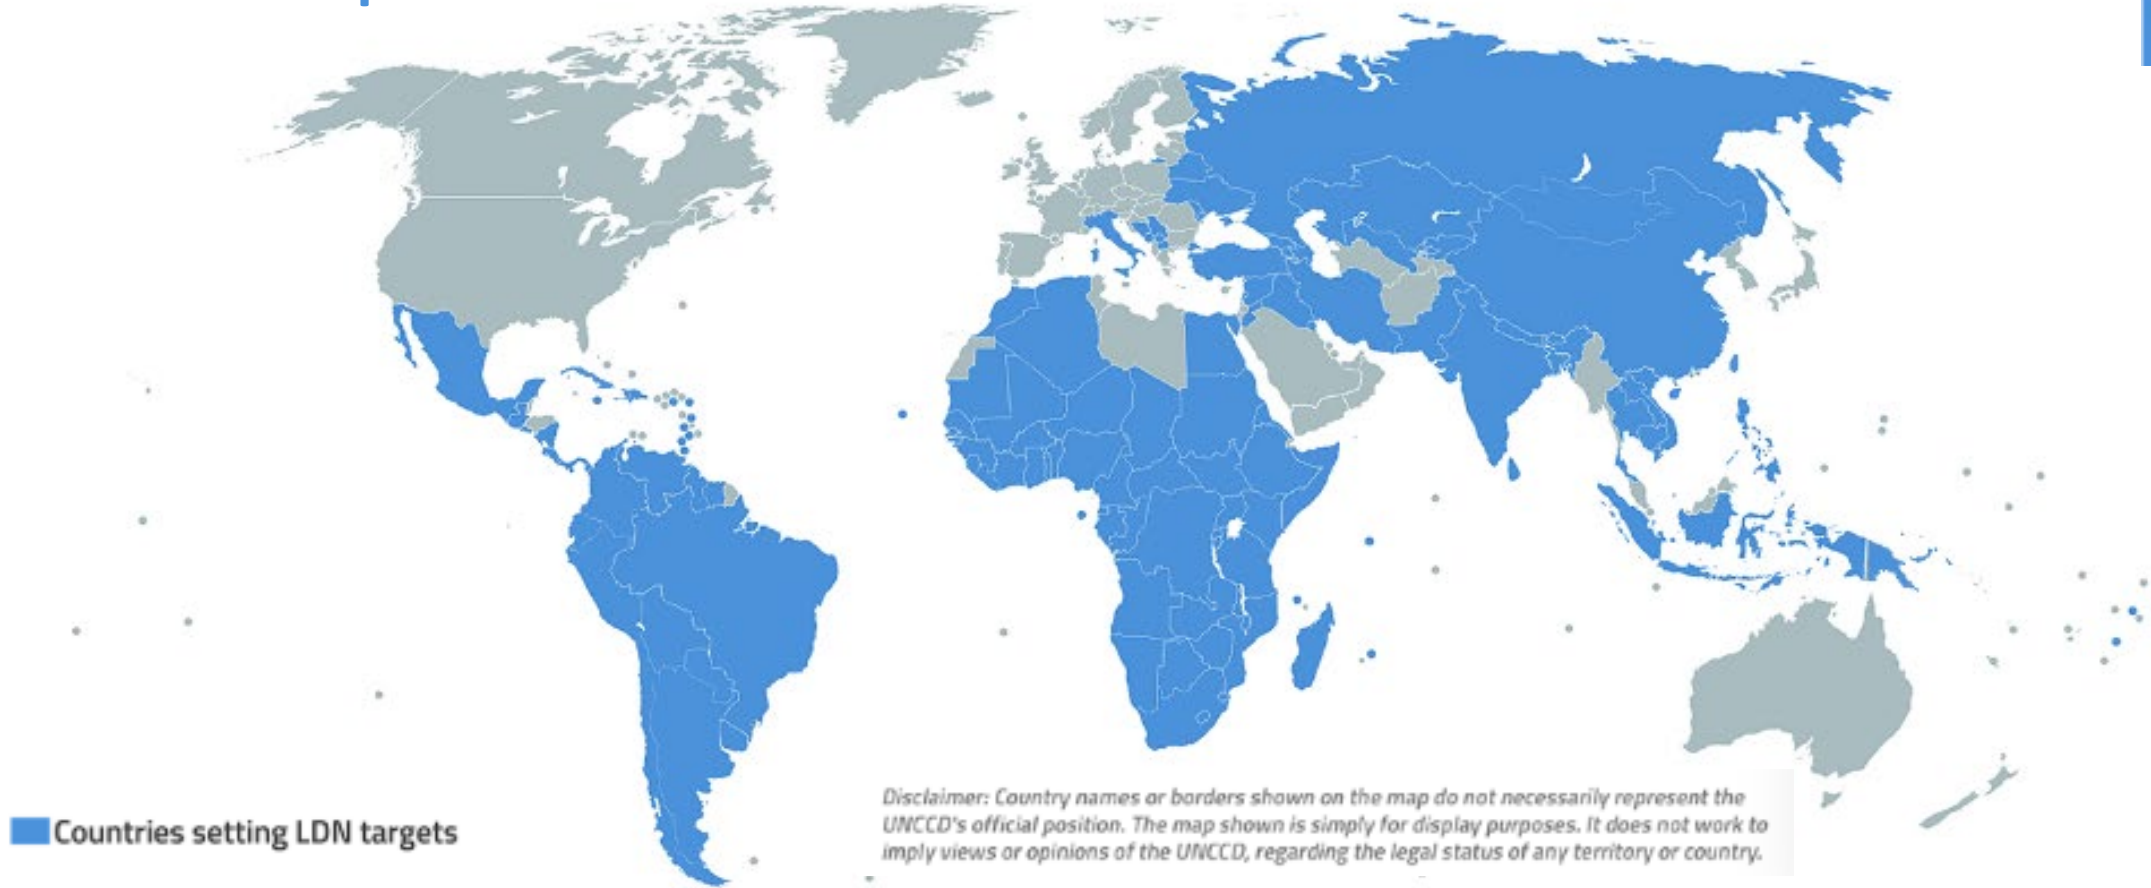 Disclaimer: Country names or borders shown on the map do not necessarily represent the
UNCCD's official position. The map shown is simply for display purposes. It does not work to
imply views or opinions of the UNCCD, regarding the legal status of any territory or country.
Countries setting LDN targets